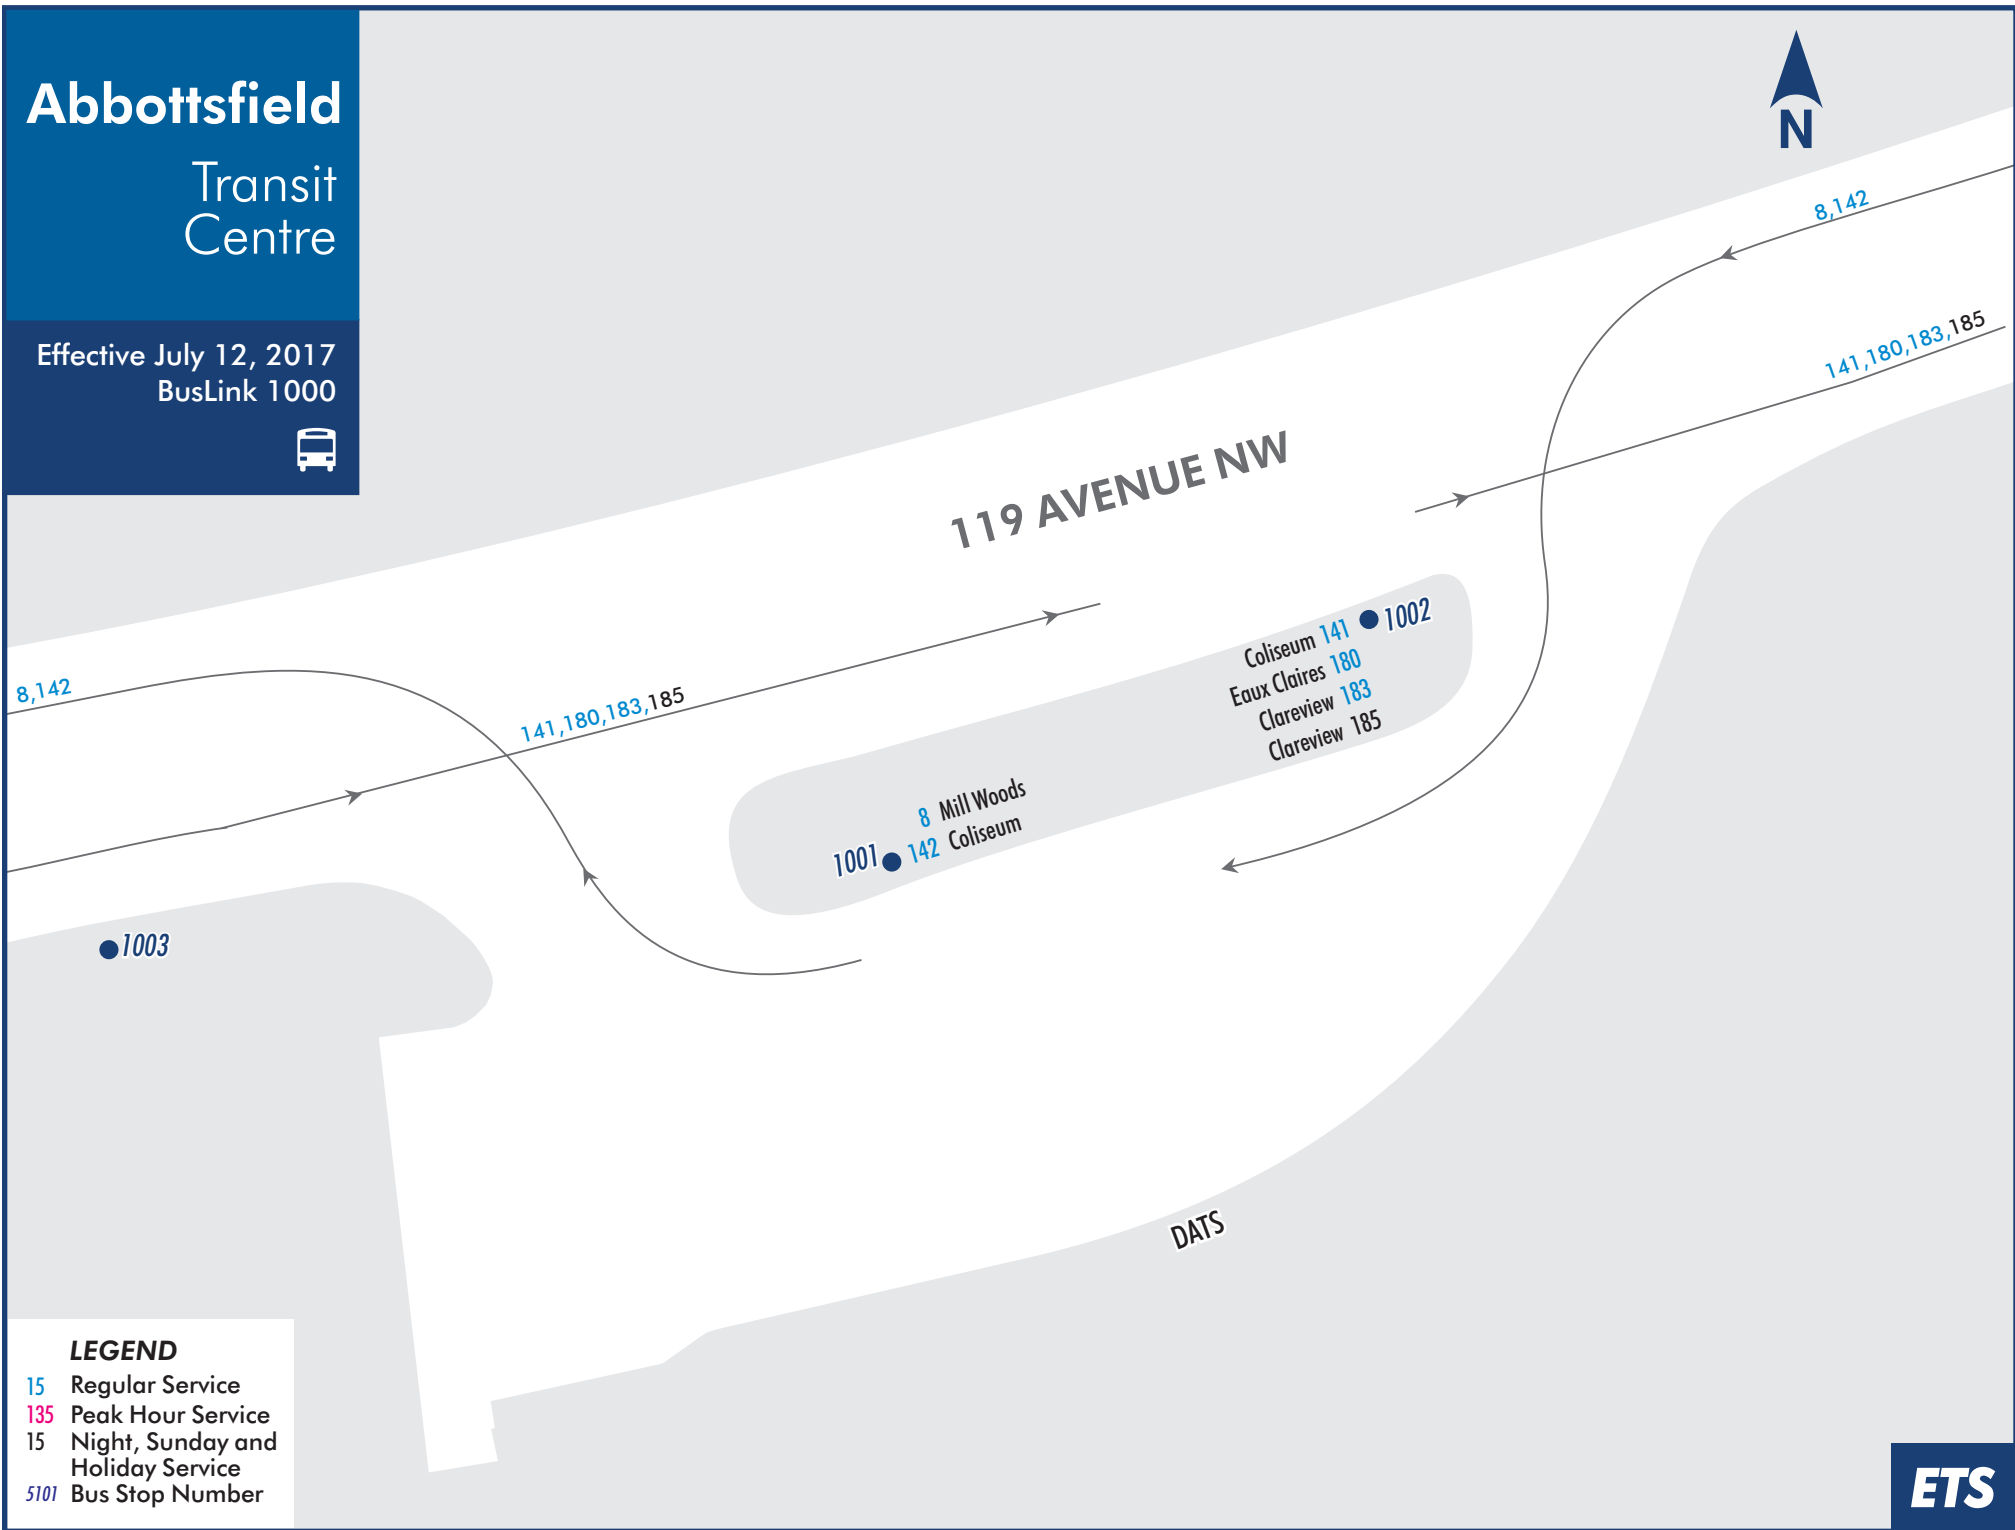 Abbottsfield
Transit
Centre
Effective July 12, 2017
BusLink 1000
N
8,142
141,180,183,185
119 AVENUE NW
8,142
141,180,183,185
Coliseum 141
1002
Eaux Claires 180
Clareview 183
Clareview 185
8 Mill Woods
1001
142 Coliseum
1003
DATS
LEGEND
15 Regular Service
135 Peak Hour Service
15 Night, Sunday and
Holiday Service
5101 Bus Stop Number
ETS